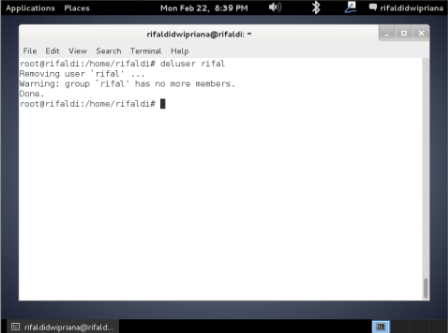 Applications Places Mon Feb 22, 8:39 PM rifaldidwipriana
rifaldidwipriana@rifaldi: ~
File Edit View Search Terminal Help
root@rifaldi:/home/rifaldi# deluser rifal
Removing user `rifal' ...
Warning: group `rifal' has no more members.
Done.
root@rifaldi:/home/rifaldi#
rifaldidwipriana@rifald...